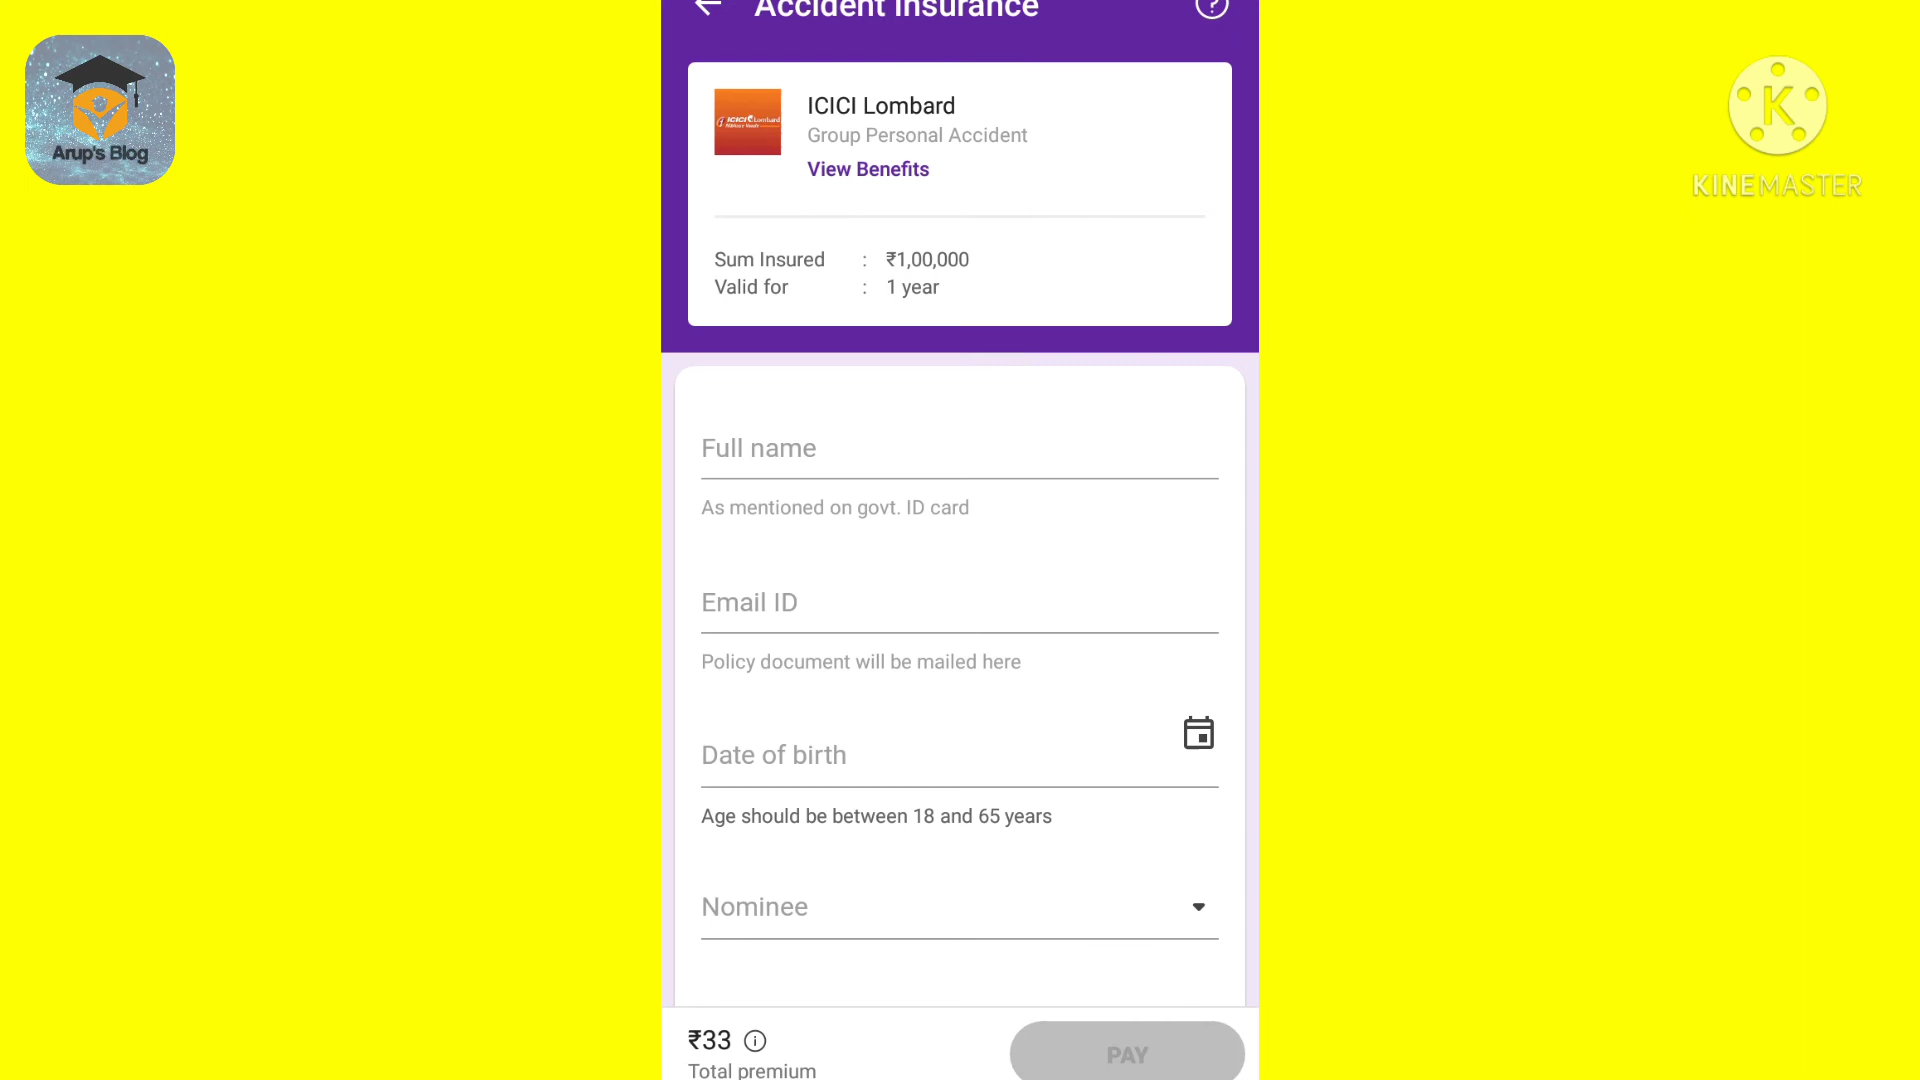 Accident Insurance
?
ICICI Lombard
ICICI Lombard
Group Personal Accident
View Benefits
Sum Insured : ₹1,00,000
Valid for : 1 year
Full name
As mentioned on govt. ID card
Email ID
Policy document will be mailed here
Date of birth
Age should be between 18 and 65 years
Nominee
₹33
Total premium
PAY
Arup's Blog
K
KINEMASTER